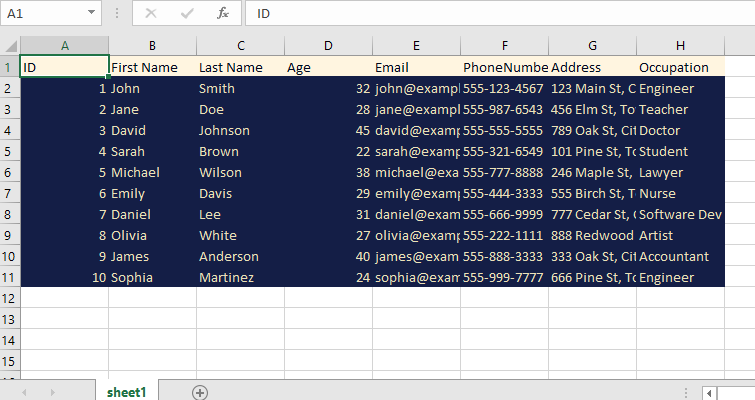 A1 fx ID
A B C D E F G H
1 ID First Name Last Name Age Email PhoneNumbe Address Occupation
2 1 John Smith 32 john@exampl 555-123-4567 123 Main St, C Engineer
3 2 Jane Doe 28 jane@exampl 555-987-6543 456 Elm St, To Teacher
4 3 David Johnson 45 david@exam 555-555-5555 789 Oak St, Cit Doctor
5 4 Sarah Brown 22 sarah@exam 555-321-6549 101 Pine St, To Student
6 5 Michael Wilson 38 michael@exa 555-777-8888 246 Maple St, Lawyer
7 6 Emily Davis 29 emily@exam 555-444-3333 555 Birch St, T Nurse
8 7 Daniel Lee 31 daniel@exam 555-666-9999 777 Cedar St, Software Dev
9 8 Olivia White 27 olivia@exam 555-222-1111 888 Redwood Artist
10 9 James Anderson 40 james@exam 555-888-3333 333 Oak St, Cit Accountant
11 10 Sophia Martinez 24 sophia@exam 555-999-7777 666 Pine St, To Engineer
12
13
14
15
sheet1